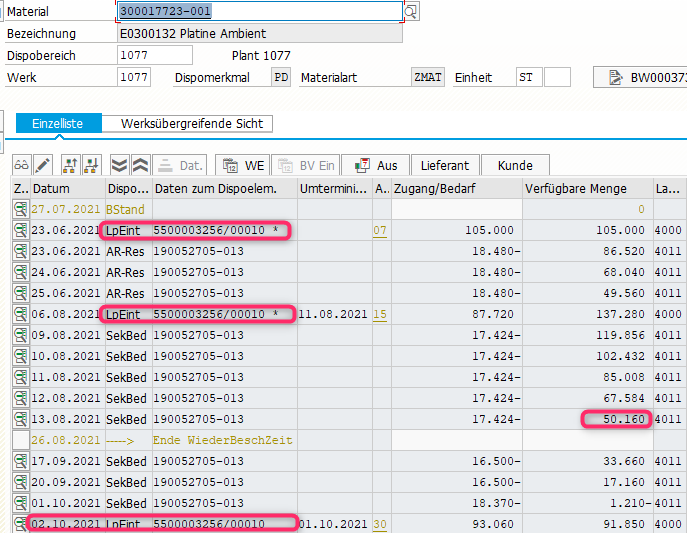 Material 300017723-001
Bezeichnung E0300132 Platine Ambient
Dispobereich 1077 Plant 1077
Werk 1077 Dispomerkmal PD Materialart ZMAT Einheit ST BW00037
Einzelliste Werksübergreifende Sicht
Dat. WE BV Ein Aus Lieferant Kunde
Z.. Datum Dispo... Daten zum Dispoelem. Umtermini... A.. Zugang/Bedarf Verfügbare Menge La...
27.07.2021 BStand 0
23.06.2021 LpEint 5500003256/00010 * 07 105.000 105.000 4000
23.06.2021 AR-Res 190052705-013 18.480- 86.520 4011
24.06.2021 AR-Res 190052705-013 18.480- 68.040 4011
25.06.2021 AR-Res 190052705-013 18.480- 49.560 4011
06.08.2021 LpEint 5500003256/00010 * 11.08.2021 15 87.720 137.280 4000
09.08.2021 SekBed 190052705-013 17.424- 119.856 4011
10.08.2021 SekBed 190052705-013 17.424- 102.432 4011
11.08.2021 SekBed 190052705-013 17.424- 85.008 4011
12.08.2021 SekBed 190052705-013 17.424- 67.584 4011
13.08.2021 SekBed 190052705-013 17.424- 50.160 4011
26.08.2021 -----> Ende WiederBeschZeit
17.09.2021 SekBed 190052705-013 16.500- 33.660 4011
20.09.2021 SekBed 190052705-013 16.500- 17.160 4011
01.10.2021 SekBed 190052705-013 18.370- 1.210- 4011
02.10.2021 LpEint 5500003256/00010 01.10.2021 30 93.060 91.850 4000